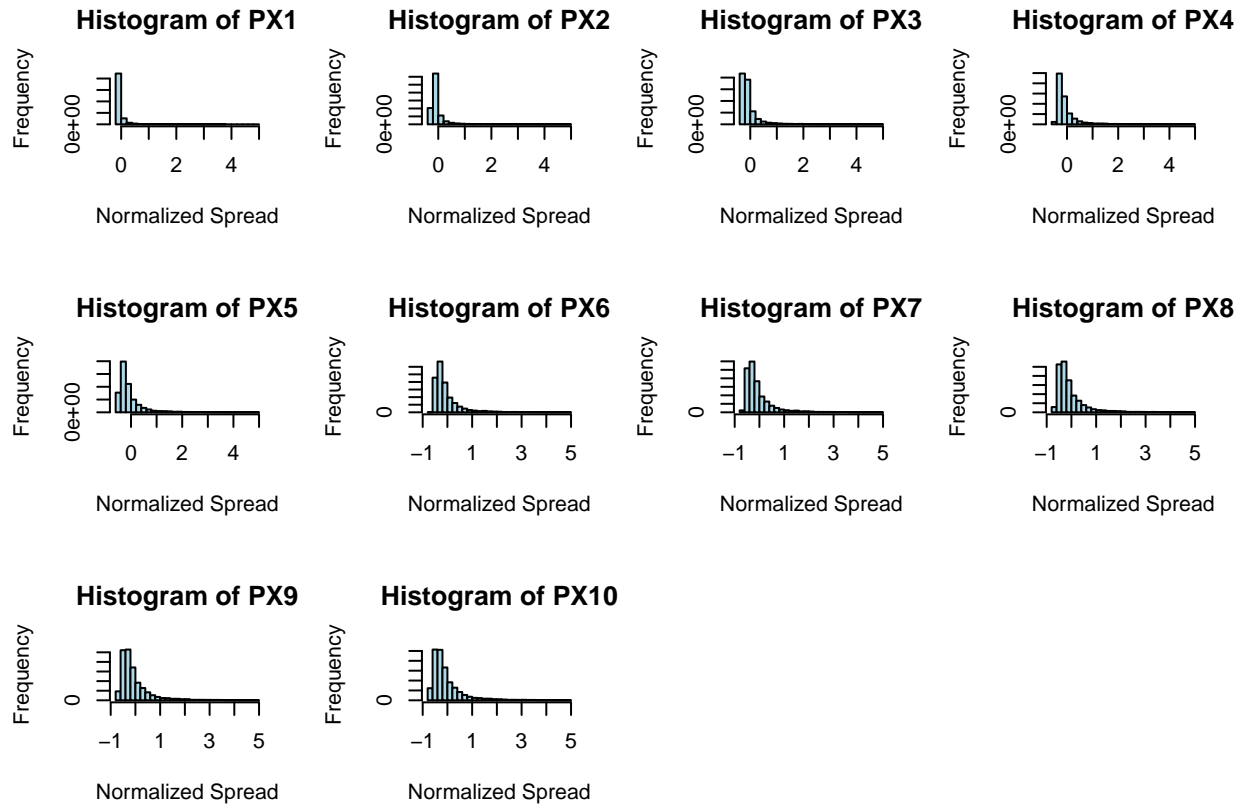 Histogram of PX1
Frequency
0e+00
0 2 4
Normalized Spread
Histogram of PX2
Frequency
0e+00
0 2 4
Normalized Spread
Histogram of PX3
Frequency
0e+00
0 2 4
Normalized Spread
Histogram of PX4
Frequency
0e+00
0 2 4
Normalized Spread
Histogram of PX5
Frequency
0e+00
0 2 4
Normalized Spread
Histogram of PX6
Frequency
0
−1 1 3 5
Normalized Spread
Histogram of PX7
Frequency
0
−1 1 3 5
Normalized Spread
Histogram of PX8
Frequency
0
−1 1 3 5
Normalized Spread
Histogram of PX9
Frequency
0
−1 1 3 5
Normalized Spread
Histogram of PX10
Frequency
0
−1 1 3 5
Normalized Spread